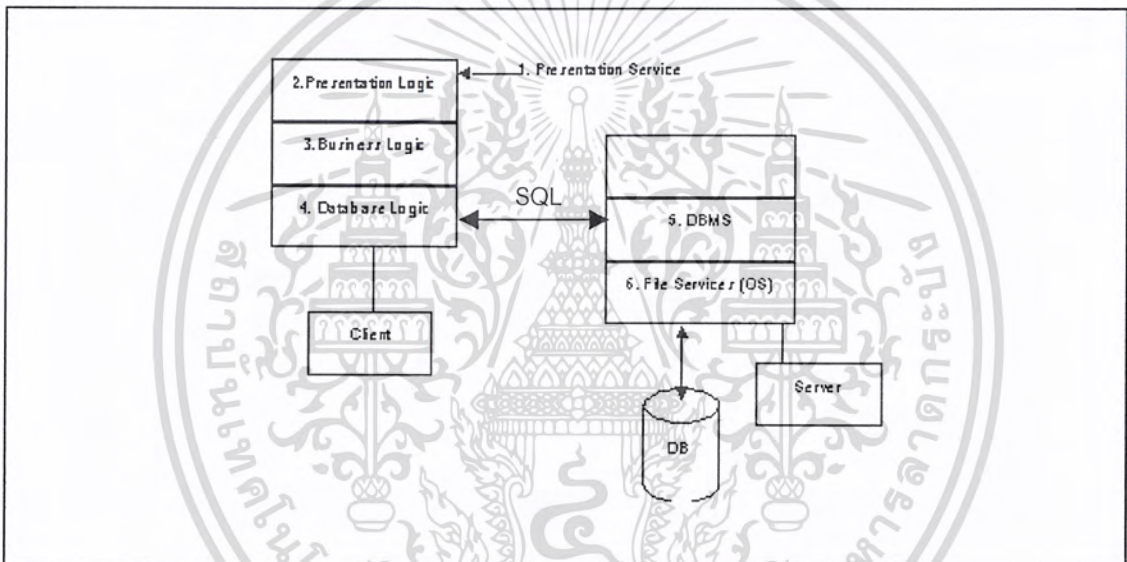 1. Presentation Service
2.Presentation Logic
3.Business Logic
4. Database Logic
SQL
5. DBMS
6. File Services (OS)
Client
Server
DB